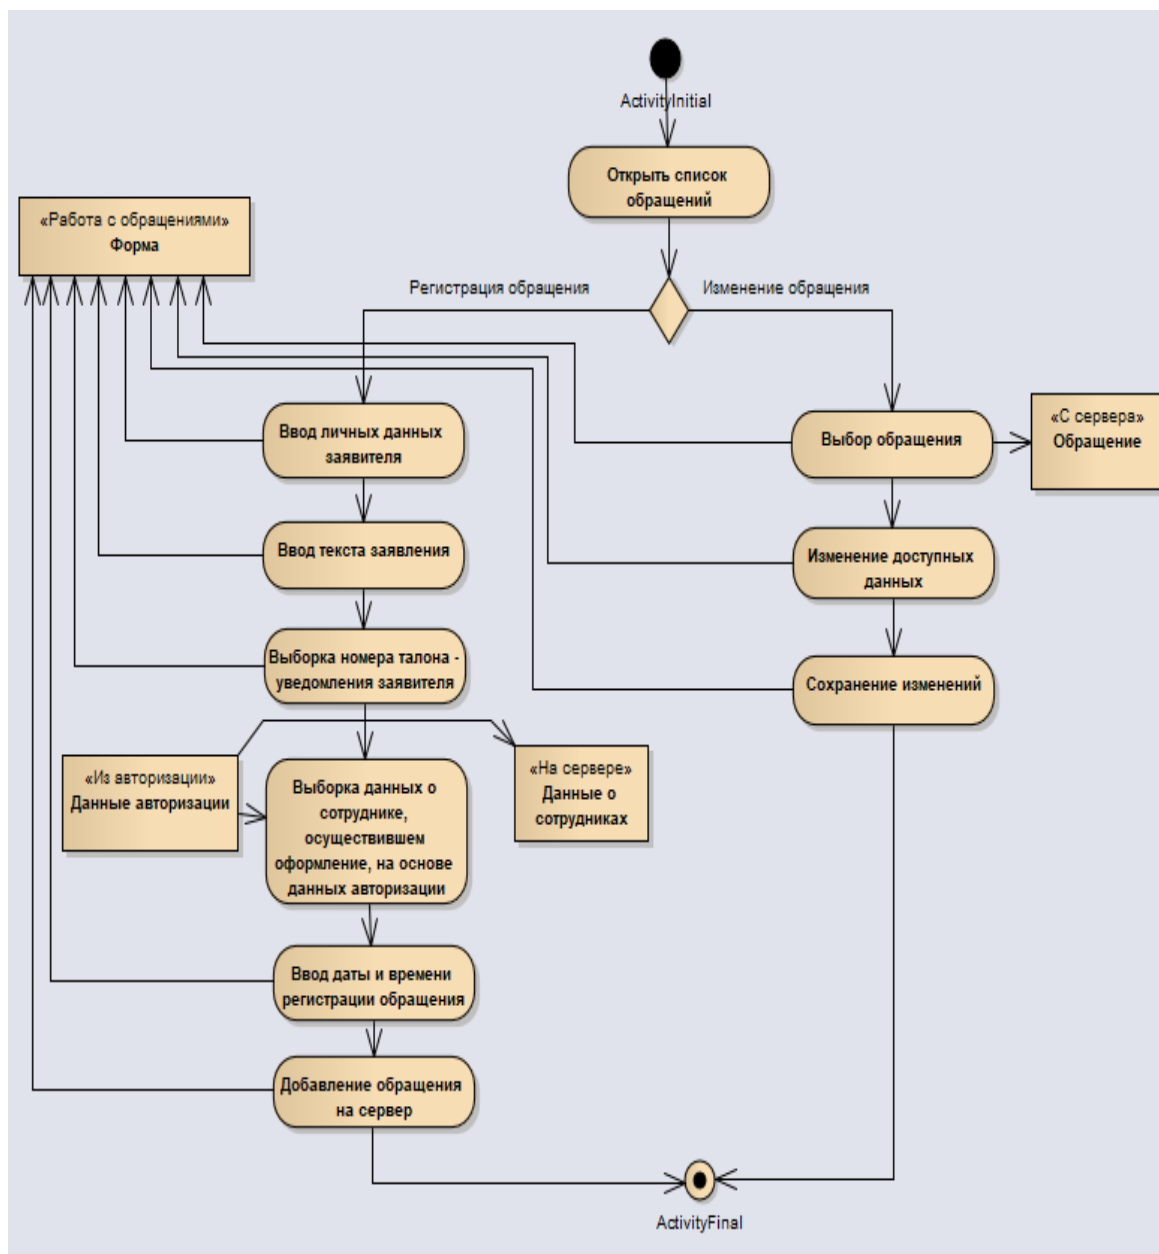 ActivityInitial
Открыть список
обращений
«Работа с обращениями»
Форма
Регистрация обращения
Изменение обращения
Ввод личных данных
заявителя
Выбор обращения
«С сервера»
Обращение
Ввод текста заявления
Изменение доступных
данных
Выборка номера талона -
уведомления заявителя
Сохранение изменений
«Из авторизации»
Данные авторизации
Выборка данных о
сотруднике,
осуществившем
оформление, на основе
данных авторизации
«На сервере»
Данные о
сотрудниках
Ввод даты и времени
регистрации обращения
Добавление обращения
на сервер
ActivityFinal